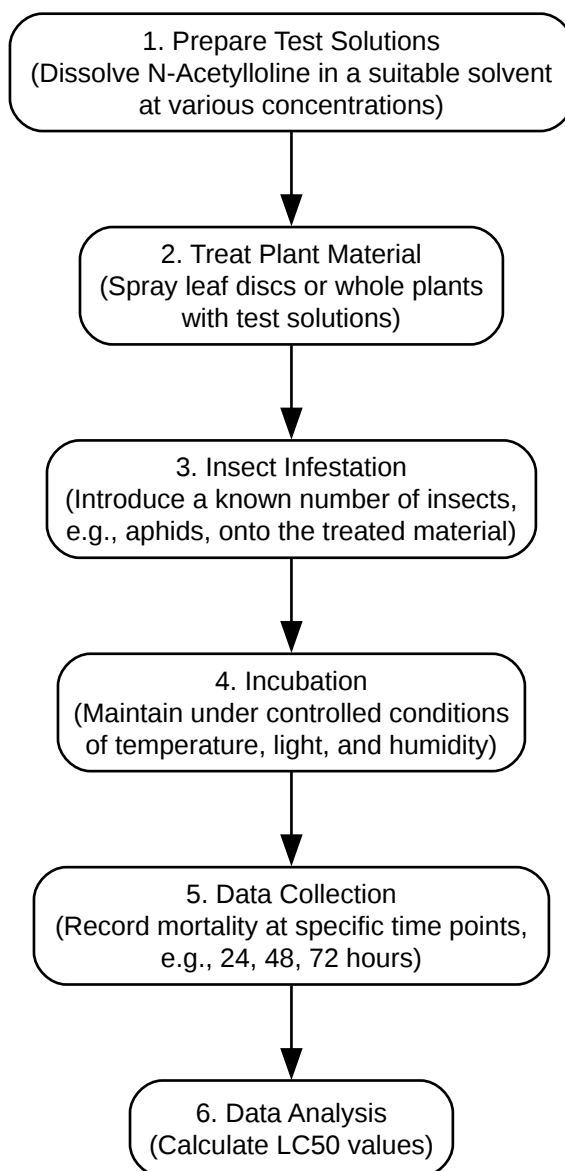 1. Prepare Test Solutions
(Dissolve N-Acetylloline in a suitable solvent
at various concentrations)
2. Treat Plant Material
(Spray leaf discs or whole plants
with test solutions)
3. Insect Infestation
(Introduce a known number of insects,
e.g., aphids, onto the treated material)
4. Incubation
(Maintain under controlled conditions
of temperature, light, and humidity)
5. Data Collection
(Record mortality at specific time points,
e.g., 24, 48, 72 hours)
6. Data Analysis
(Calculate LC50 values)